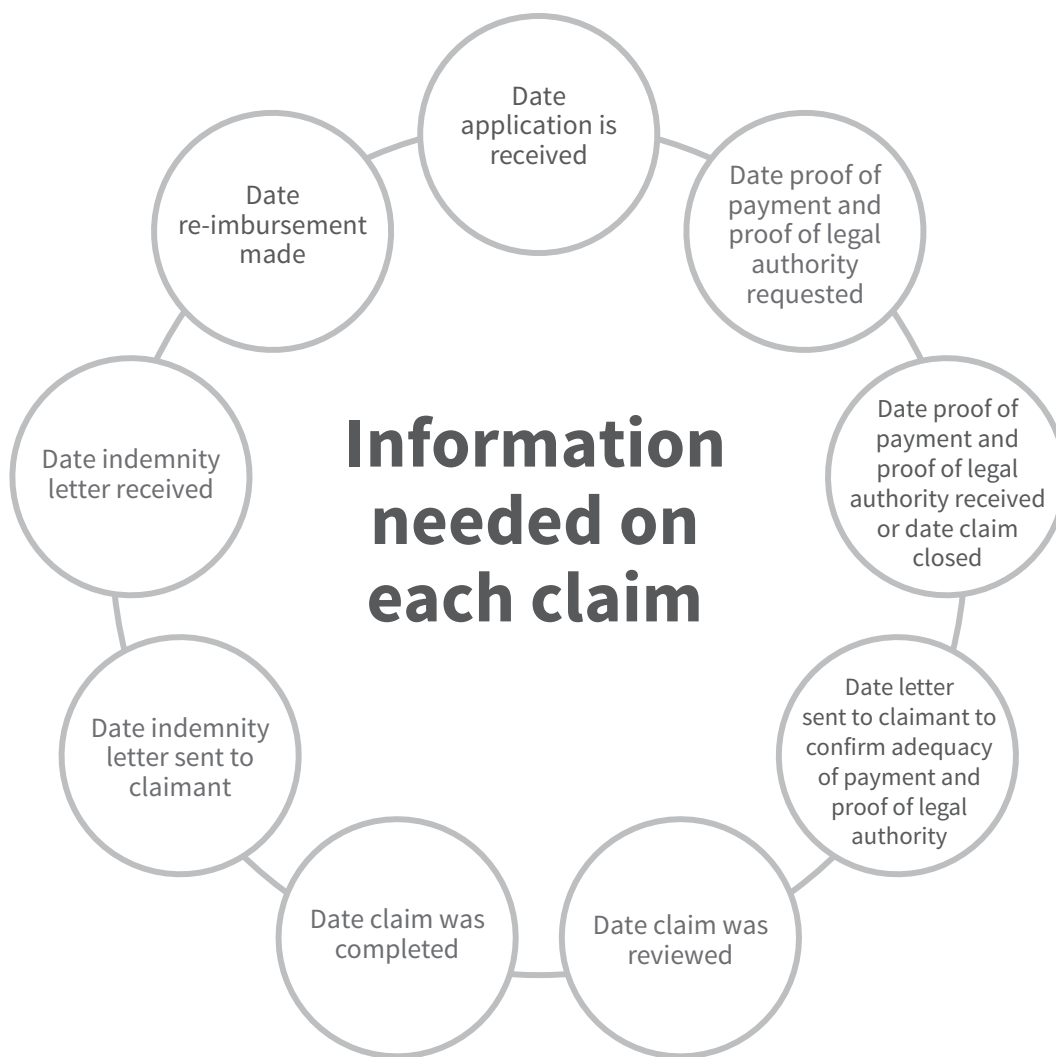 Date
application is
received
Date proof of
payment and
proof of legal
authority
requested
Date proof of
payment and
proof of legal
authority received
or date claim
closed
Date letter
sent to claimant to
confirm adequacy
of payment and
proof of legal
authority
Date claim was
reviewed
Date claim was
completed
Date indemnity
letter sent to
claimant
Date indemnity
letter received
Date
re-imbursement
made
Information
needed on
each claim